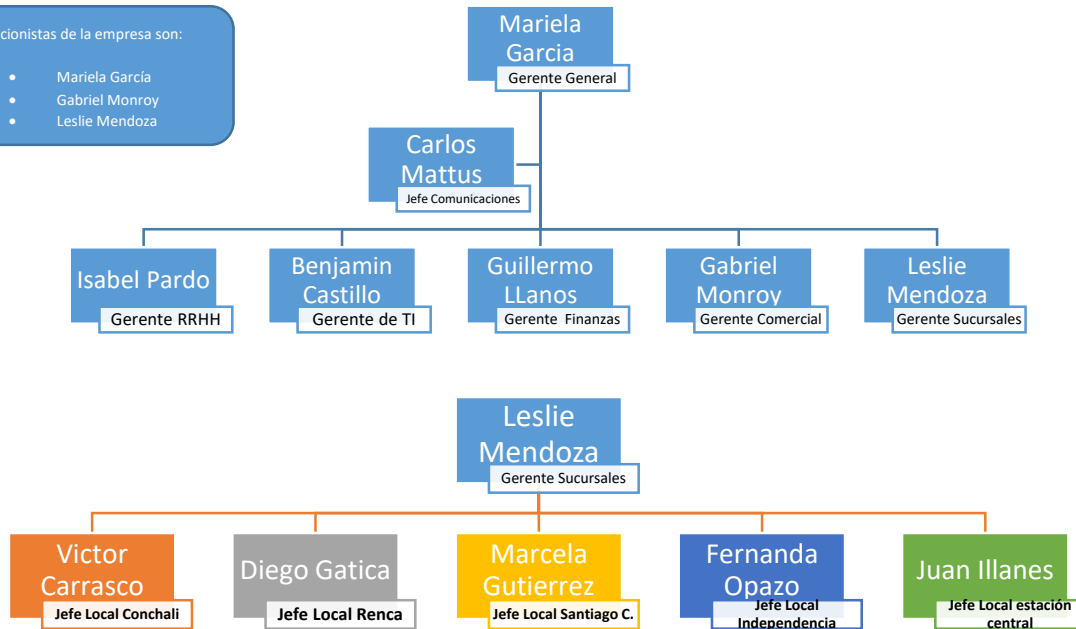 cionistas de la empresa son:
• Mariela García
• Gabriel Monroy
• Leslie Mendoza
Mariela
Garcia
Gerente General
Carlos
Mattus
Jefe Comunicaciones
Isabel Pardo
Gerente RRHH
Benjamin
Castillo
Gerente de TI
Guillermo
LLanos
Gerente Finanzas
Gabriel
Monroy
Gerente Comercial
Leslie
Mendoza
Gerente Sucursales
Leslie
Mendoza
Gerente Sucursales
Victor
Carrasco
Jefe Local Conchali
Diego Gatica
Jefe Local Renca
Marcela
Gutierrez
Jefe Local Santiago C.
Fernanda
Opazo
Jefe Local
Independencia
Juan Illanes
Jefe Local estación
central